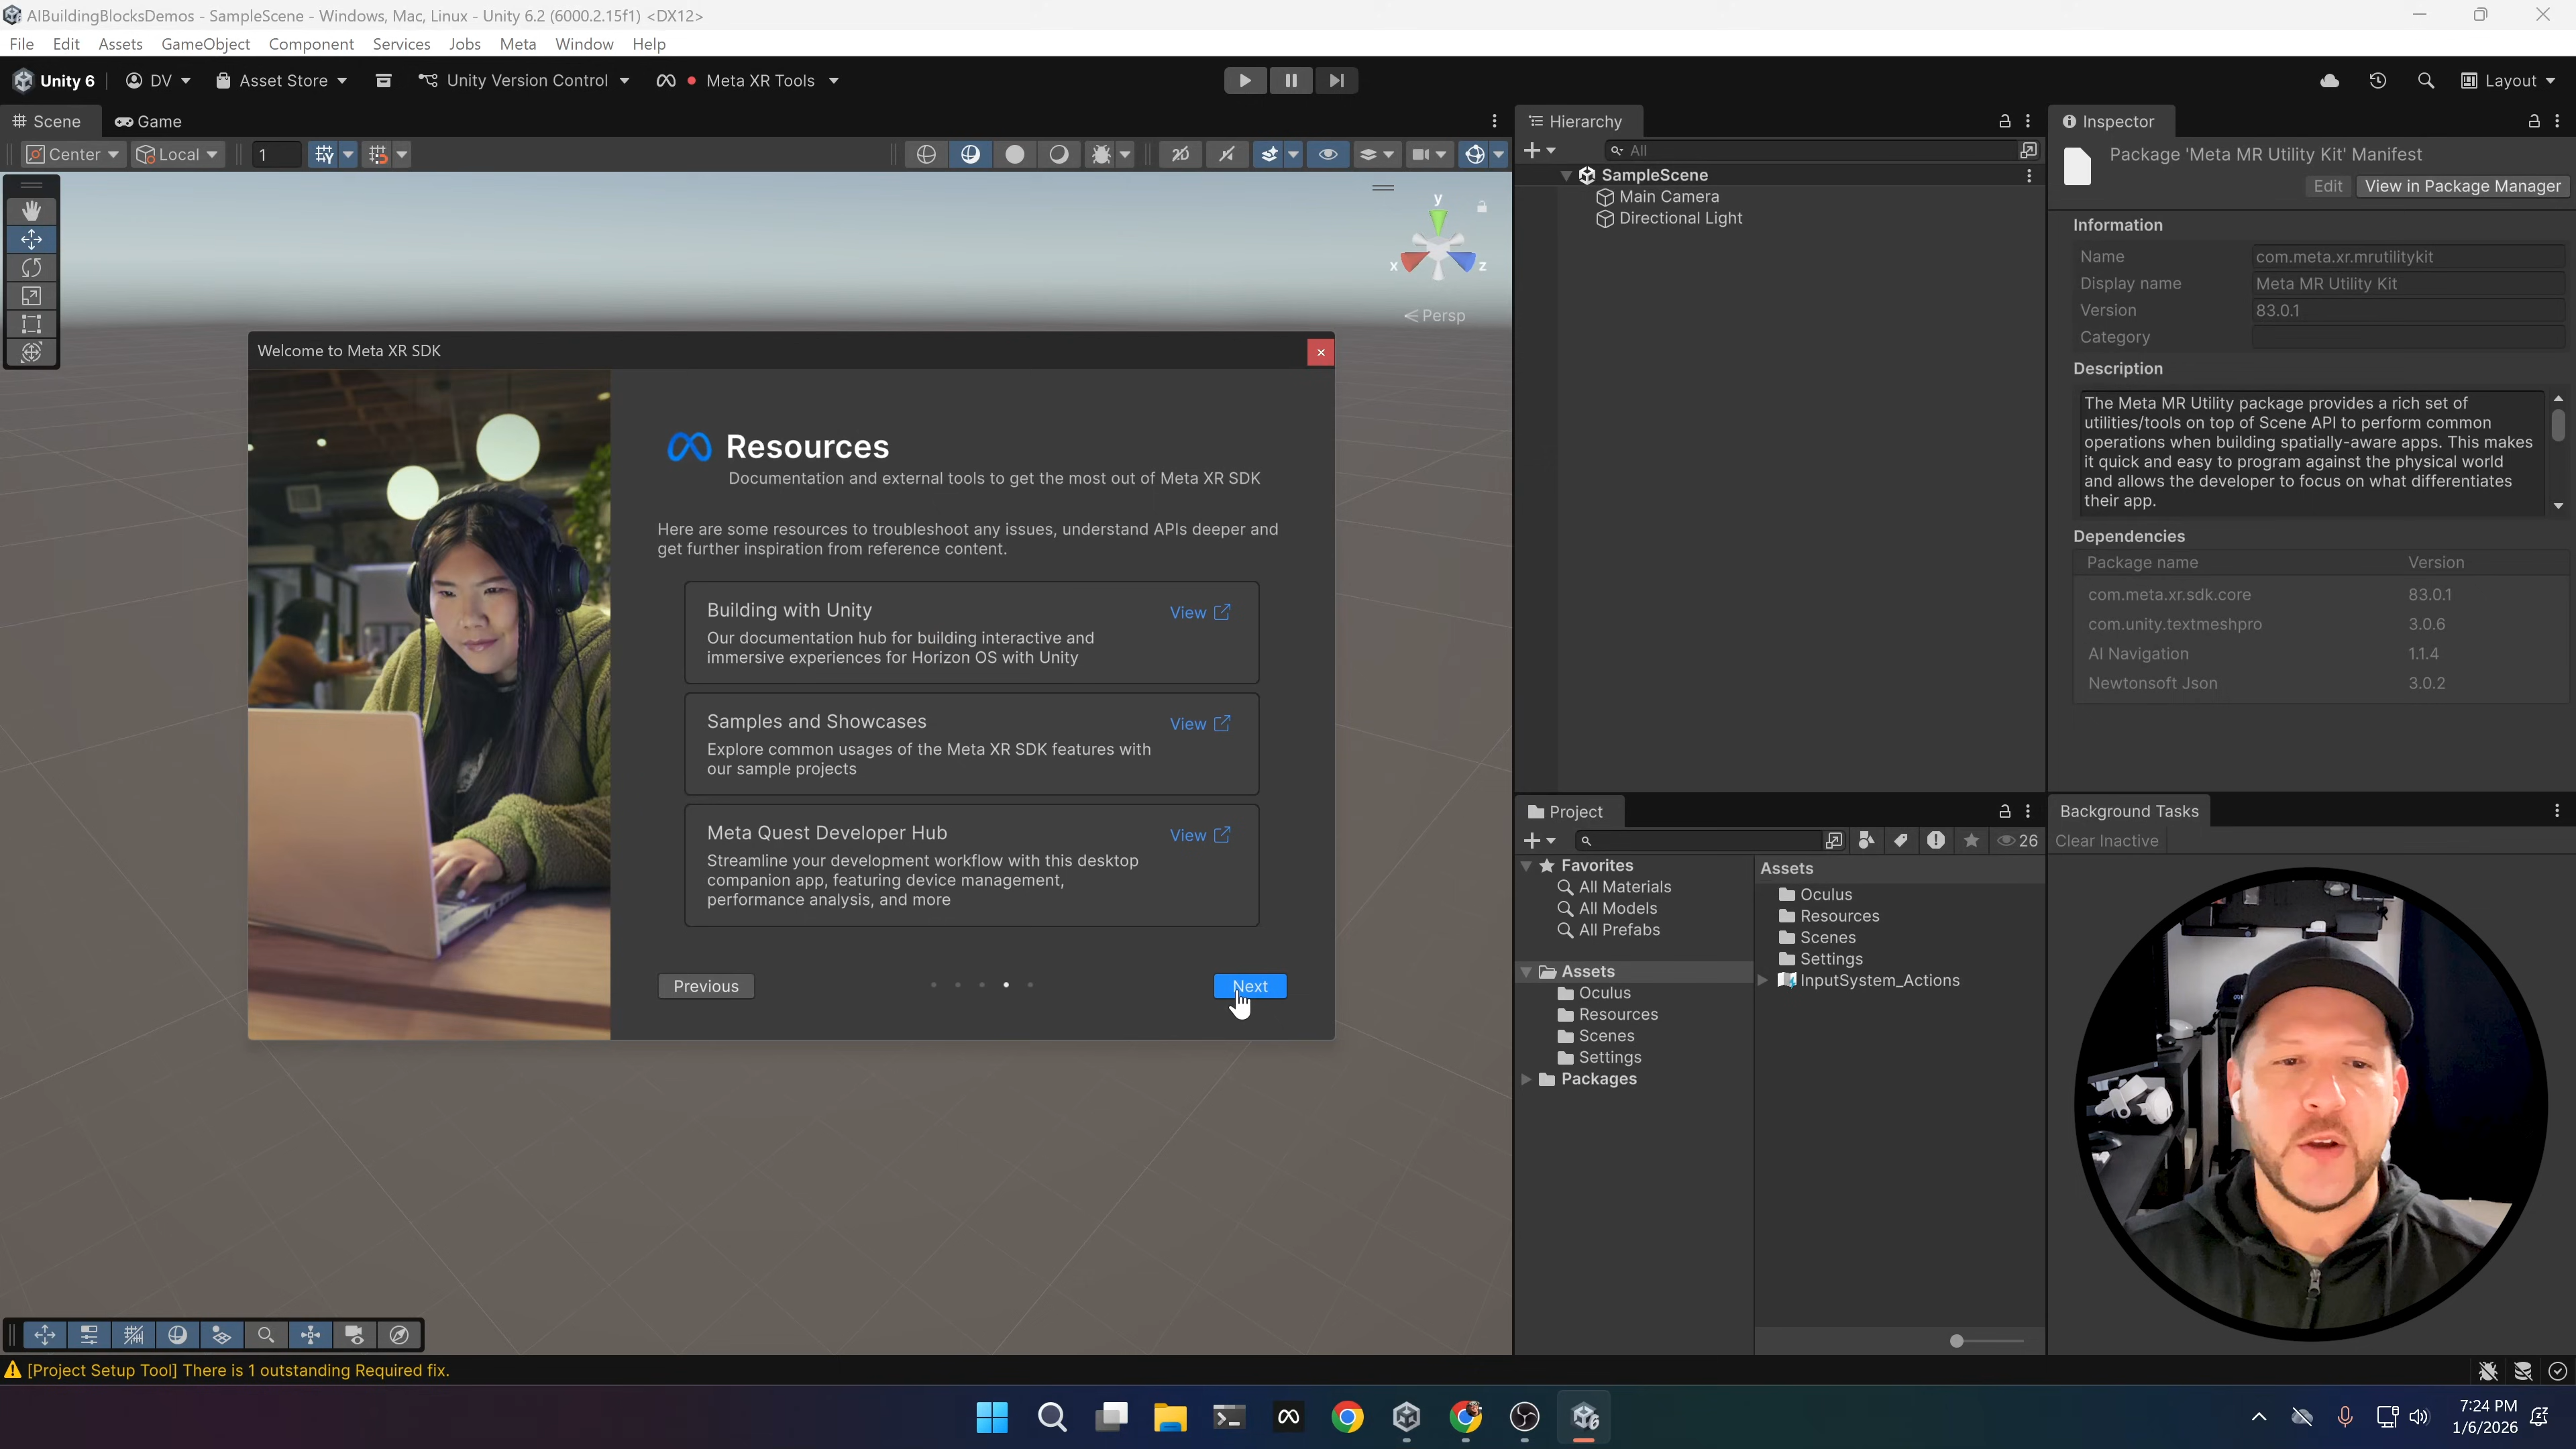 AIBuildingBlocksDemos - SampleScene - Windows, Mac, Linux - Unity 6.2 (6000.2.15f1) <DX12>
File Edit Assets GameObject Component Services Jobs Meta Window Help
Unity 6 DV Asset Store Unity Version Control Meta XR Tools Layout
Scene Game
Center Local 1
2D
y
x z
Persp
Welcome to Meta XR SDK
Resources
Documentation and external tools to get the most out of Meta XR SDK
Here are some resources to troubleshoot any issues, understand APIs deeper and
get further inspiration from reference content.
Building with Unity View
Our documentation hub for building interactive and
immersive experiences for Horizon OS with Unity
Samples and Showcases View
Explore common usages of the Meta XR SDK features with
our sample projects
Meta Quest Developer Hub View
Streamline your development workflow with this desktop
companion app, featuring device management,
performance analysis, and more
Previous Next
Hierarchy
All
SampleScene
Main Camera
Directional Light
Inspector
Package 'Meta MR Utility Kit' Manifest
Edit View in Package Manager
Information
Name com.meta.xr.mrutilitykit
Display name Meta MR Utility Kit
Version 83.0.1
Category
Description
The Meta MR Utility package provides a rich set of
utilities/tools on top of Scene API to perform common
operations when building spatially-aware apps. This makes
it quick and easy to program against the physical world
and allows the developer to focus on what differentiates
their app.
Dependencies
Package name Version
com.meta.xr.sdk.core 83.0.1
com.unity.textmeshpro 3.0.6
AI Navigation 1.1.4
Newtonsoft Json 3.0.2
Project
26
Favorites
All Materials
All Models
All Prefabs
Assets
Oculus
Resources
Scenes
Settings
Packages
Assets
Oculus
Resources
Scenes
Settings
InputSystem_Actions
Background Tasks
Clear Inactive
[Project Setup Tool] There is 1 outstanding Required fix.
7:24 PM
1/6/2026